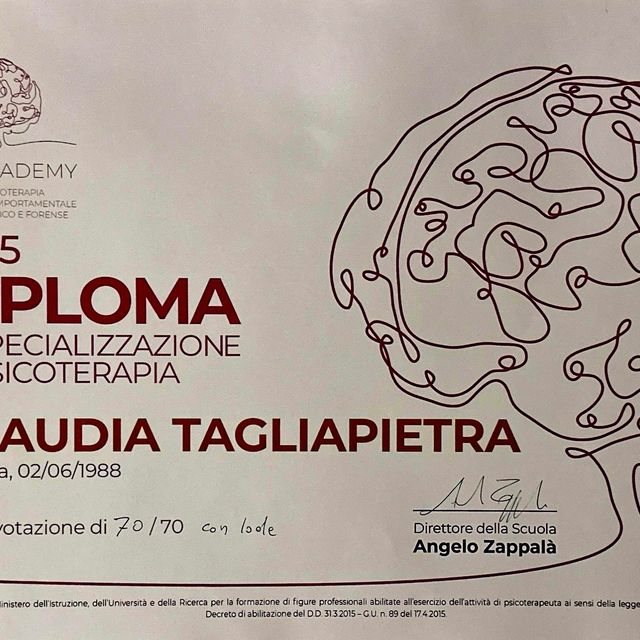 ADEMY
OTERAPIA
MPORTAMENTALE
ICO E FORENSE
5
PLOMA
PECIALIZZAZIONE
SICOTERAPIA
AUDIA TAGLIAPIETRA
a, 02/06/1988
votazione di 70/70 con lode
Direttore della Scuola
Angelo Zappalà
inistero dell'Istruzione, dell'Università e della Ricerca per la formazione di figure professionali abilitate all'esercizio dell'attività di psicoterapeuta ai sensi della legge
Decreto di abilitazione del D.D. 31.3.2015 – G.U. n. 89 del 17.4.2015.